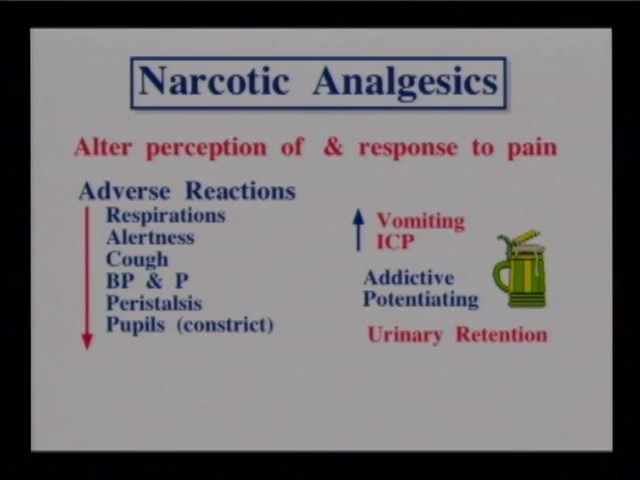 Narcotic Analgesics
Alter perception of & response to pain
Adverse Reactions
Respirations
Alertness
Cough
BP & P
Peristalsis
Pupils (constrict)
Vomiting
ICP
Addictive
Potentiating
Urinary Retention